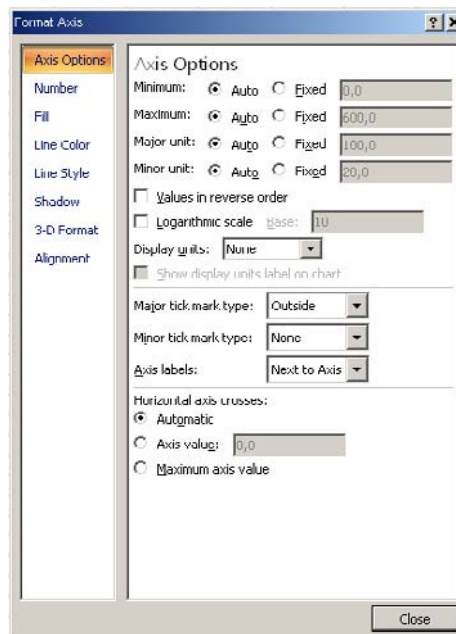 Format Axis
Axis Options
Number
Fill
Line Color
Line Style
Shadow
3-D Format
Alignment
Axis Options
Minimum: Auto Fixed 0,0
Maximum: Auto Fixed 600,0
Major unit: Auto Fixed 100,0
Minor unit: Auto Fixed 20,0
Values in reverse order
Logarithmic scale Base: 10
Display units: None
Show display units label on chart
Major tick mark type: Outside
Minor tick mark type: None
Axis labels: Next to Axis
Horizontal axis crosses:
Automatic
Axis value: 0,0
Maximum axis value
Close